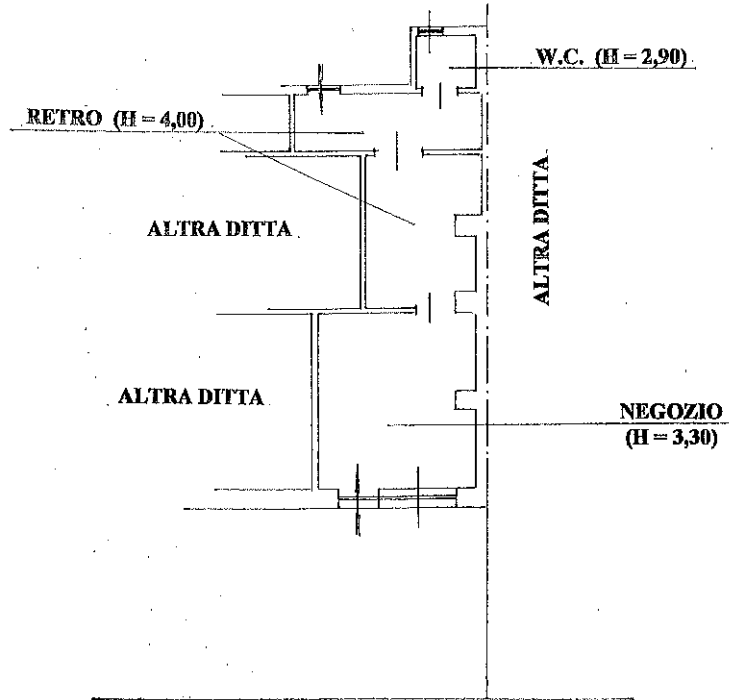 W.C. (H = 2,90)
RETRO (H = 4,00)
ALTRA DITTA
ALTRA DITTA
ALTRA DITTA
NEGOZIO
(H = 3,30)